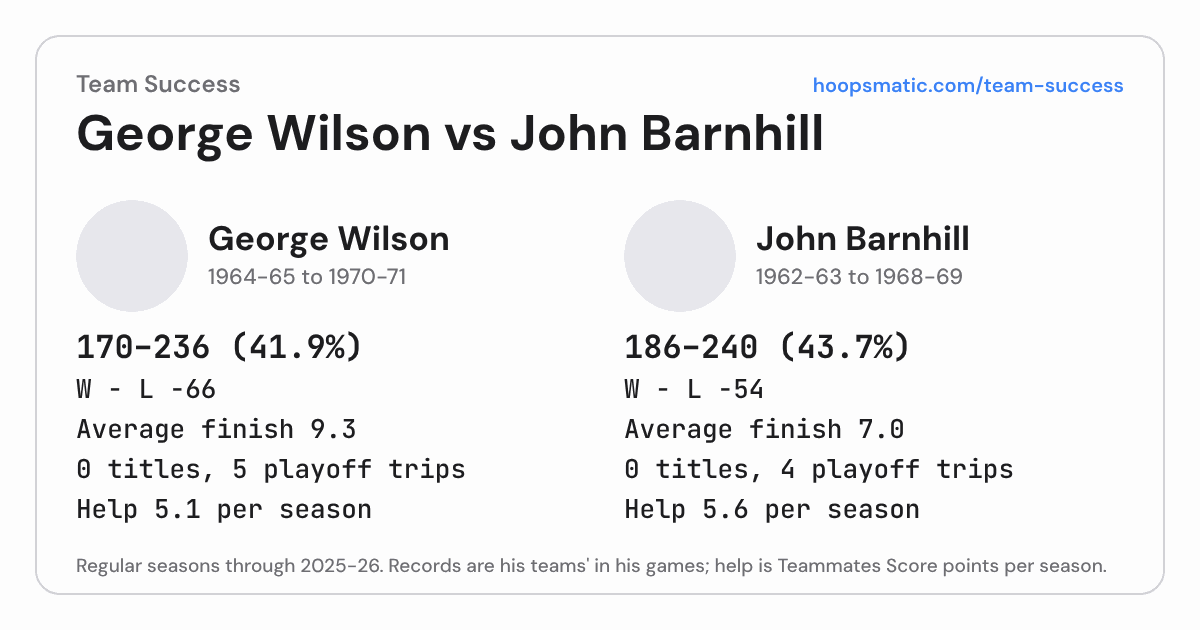 Team Success
hoopsmatic.com/team-success
George Wilson vs John Barnhill
George Wilson
1964-65 to 1970-71
170-236 (41.9%)
W - L -66
Average finish 9.3
0 titles, 5 playoff trips
Help 5.1 per season
John Barnhill
1962-63 to 1968-69
186-240 (43.7%)
W - L -54
Average finish 7.0
0 titles, 4 playoff trips
Help 5.6 per season
Regular seasons through 2025-26. Records are his teams' in his games; help is Teammates Score points per season.